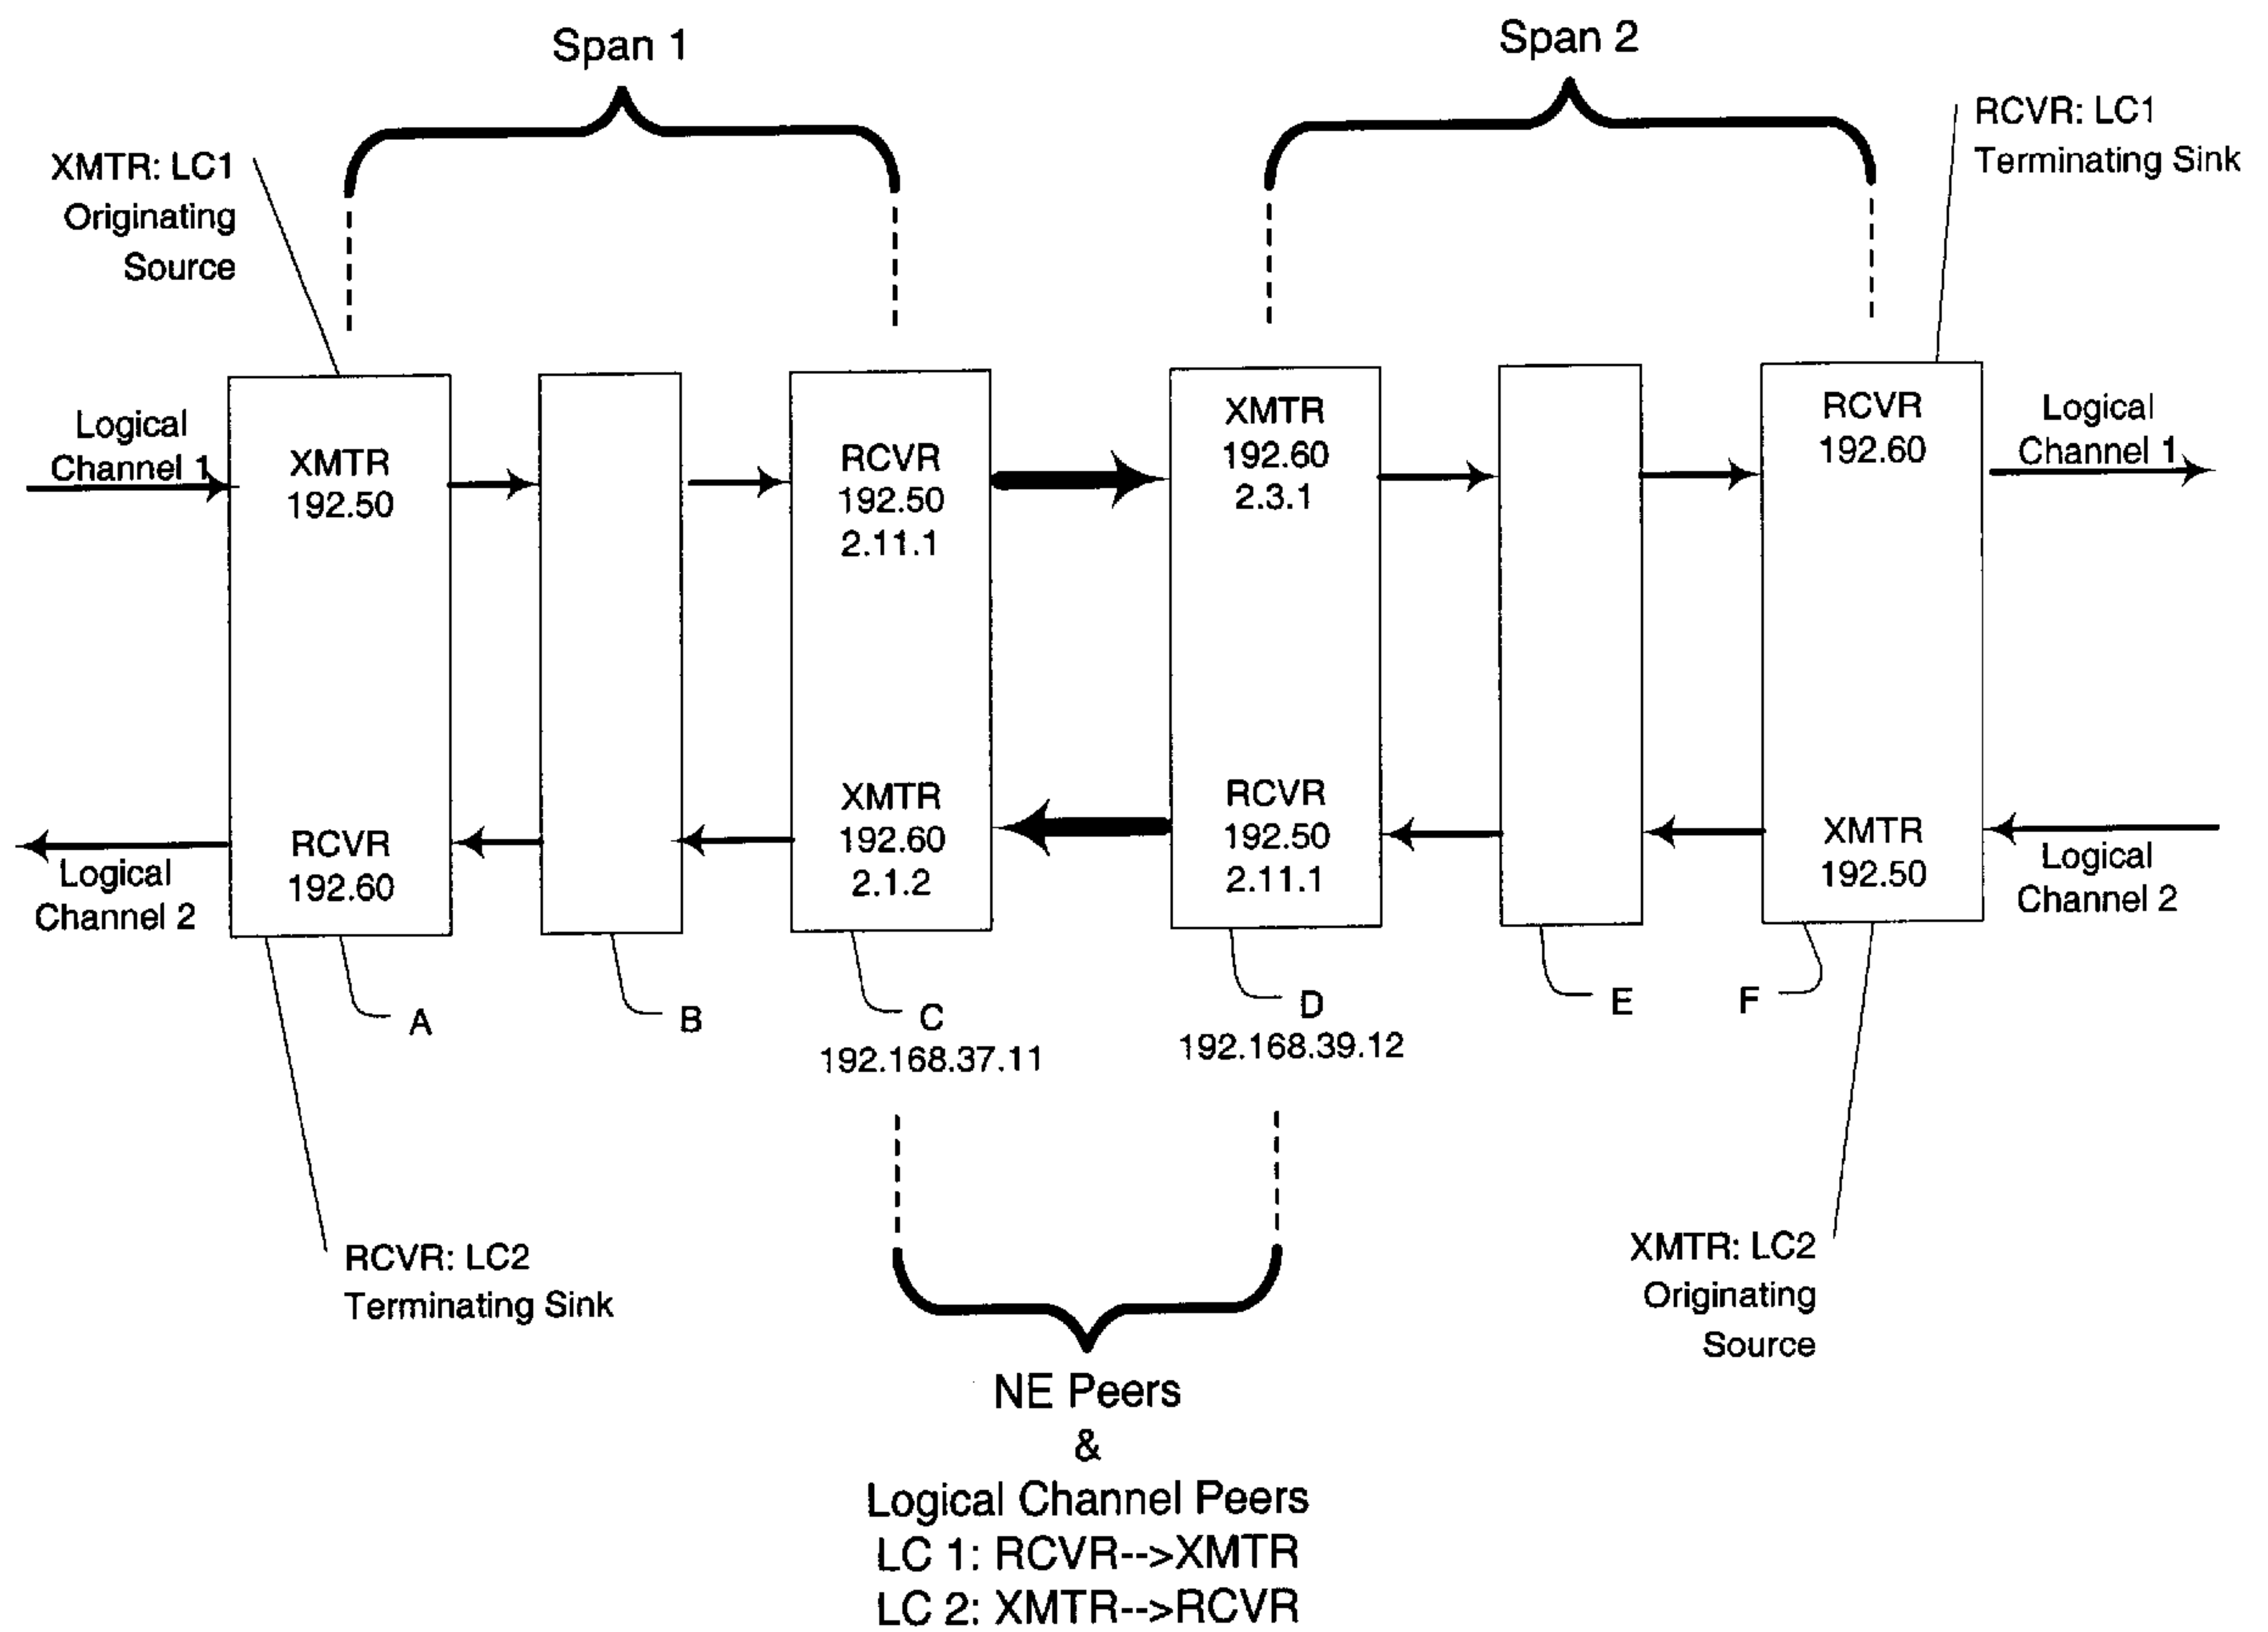 Span 1
Span 2
XMTR: LC1
Originating
Source
RCVR: LC1
Terminating Sink
Logical
Channel 1
XMTR
192.50
RCVR
192.50
2.11.1
XMTR
192.60
2.3.1
RCVR
192.60
Logical
Channel 1
Logical
Channel 2
RCVR
192.60
XMTR
192.60
2.1.2
RCVR
192.50
2.11.1
XMTR
192.50
Logical
Channel 2
A
B
C
192.168.37.11
D
192.168.39.12
E
F
RCVR: LC2
Terminating Sink
XMTR: LC2
Originating
Source
NE Peers
&
Logical Channel Peers
LC 1: RCVR-->XMTR
LC 2: XMTR-->RCVR